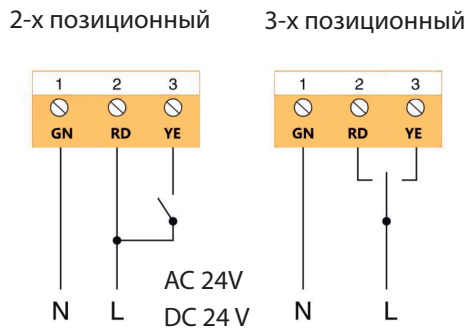 2-х позиционный
3-х позиционный
1 2 3
GN RD YE
1 2 3
GN RD YE
AC 24V
DC 24 V
N L
N L